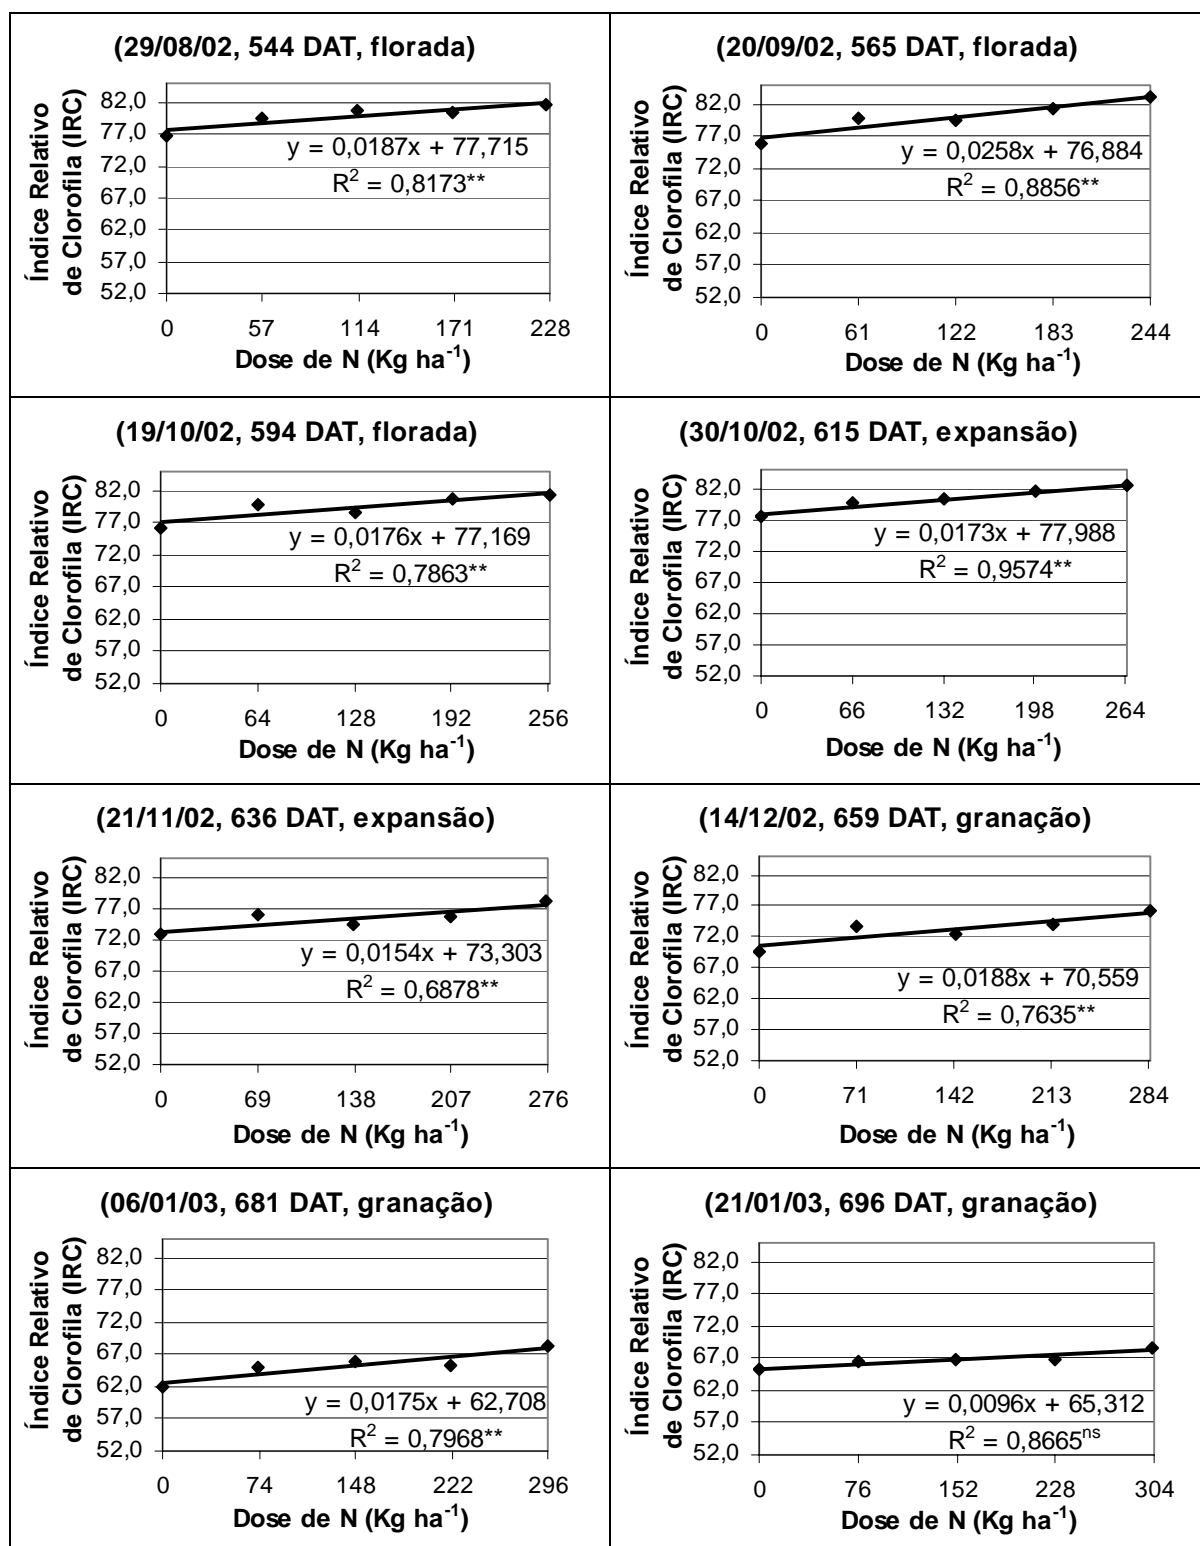 (29/08/02, 544 DAT, florada)
Índice Relativo
de Clorofila (IRC)
82,0
77,0
72,0
67,0
62,0
57,0
52,0
y = 0,0187x + 77,715
R² = 0,8173**
0 57 114 171 228
Dose de N (Kg ha⁻¹)
(20/09/02, 565 DAT, florada)
Índice Relativo
de Clorofila (IRC)
82,0
77,0
72,0
67,0
62,0
57,0
52,0
y = 0,0258x + 76,884
R² = 0,8856**
0 61 122 183 244
Dose de N (Kg ha⁻¹)
(19/10/02, 594 DAT, florada)
Índice Relativo
de Clorofila (IRC)
82,0
77,0
72,0
67,0
62,0
57,0
52,0
y = 0,0176x + 77,169
R² = 0,7863**
0 64 128 192 256
Dose de N (Kg ha⁻¹)
(30/10/02, 615 DAT, expansão)
Índice Relativo
de Clorofila (IRC)
82,0
77,0
72,0
67,0
62,0
57,0
52,0
y = 0,0173x + 77,988
R² = 0,9574**
0 66 132 198 264
Dose de N (Kg ha⁻¹)
(21/11/02, 636 DAT, expansão)
Índice Relativo
de Clorofila (IRC)
82,0
77,0
72,0
67,0
62,0
57,0
52,0
y = 0,0154x + 73,303
R² = 0,6878**
0 69 138 207 276
Dose de N (Kg ha⁻¹)
(14/12/02, 659 DAT, granação)
Índice Relativo
de Clorofila (IRC)
82,0
77,0
72,0
67,0
62,0
57,0
52,0
y = 0,0188x + 70,559
R² = 0,7635**
0 71 142 213 284
Dose de N (Kg ha⁻¹)
(06/01/03, 681 DAT, granação)
Índice Relativo
de Clorofila (IRC)
82,0
77,0
72,0
67,0
62,0
57,0
52,0
y = 0,0175x + 62,708
R² = 0,7968**
0 74 148 222 296
Dose de N (Kg ha⁻¹)
(21/01/03, 696 DAT, granação)
Índice Relativo
de Clorofila (IRC)
82,0
77,0
72,0
67,0
62,0
57,0
52,0
y = 0,0096x + 65,312
R² = 0,8665ⁿˢ
0 76 152 228 304
Dose de N (Kg ha⁻¹)